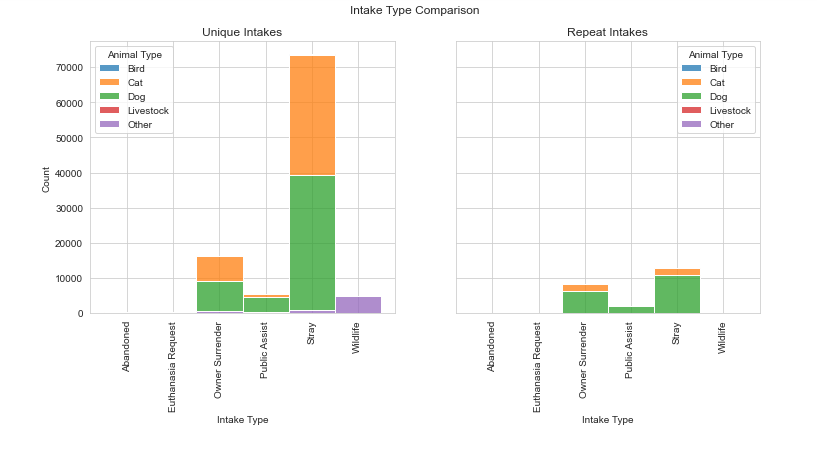 Intake Type Comparison
Unique Intakes
Animal Type
Bird
Cat
Dog
Livestock
Other
70000
60000
50000
40000
30000
20000
10000
0
Count
Abandoned
Euthanasia Request
Owner Surrender
Public Assist
Stray
Wildlife
Intake Type
Repeat Intakes
Animal Type
Bird
Cat
Dog
Livestock
Other
Abandoned
Euthanasia Request
Owner Surrender
Public Assist
Stray
Wildlife
Intake Type